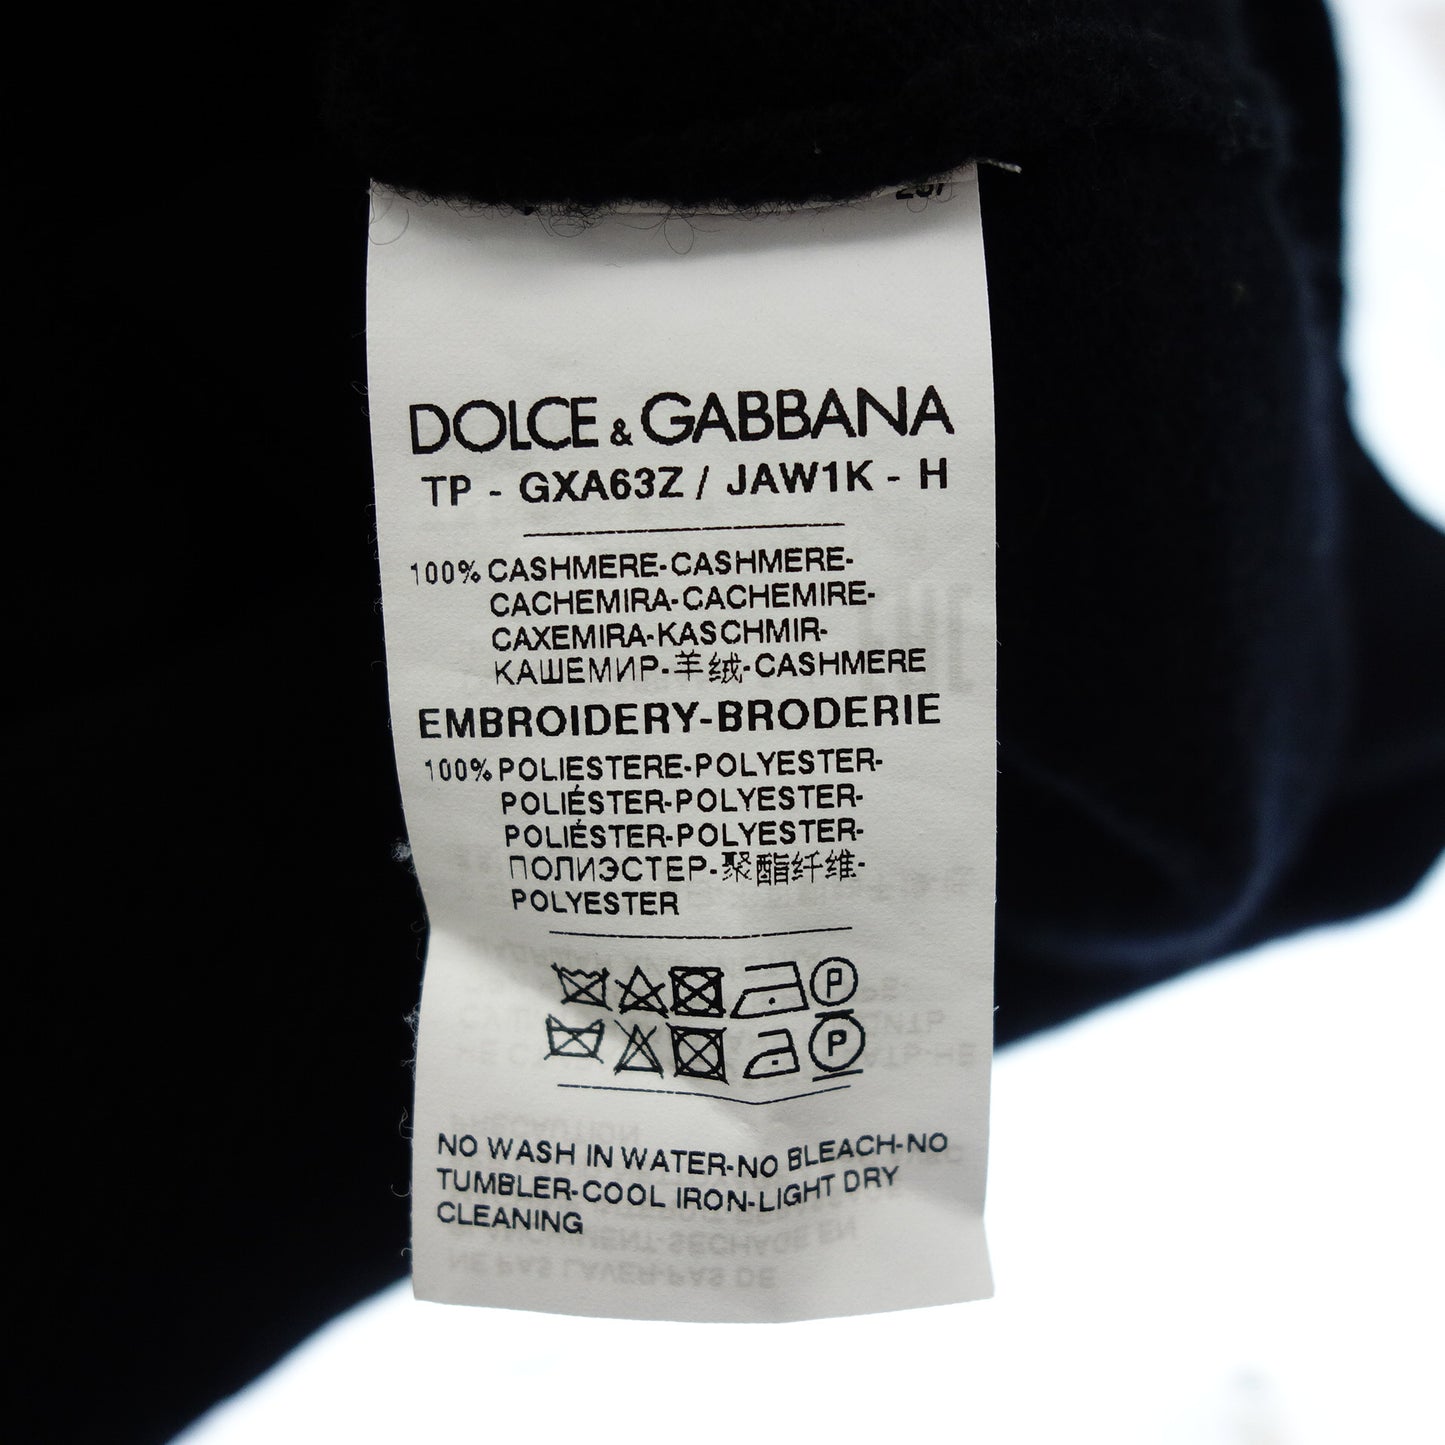 DOLCE & GABBANA
TP - GXA63Z / JAW1K - H
100% CASHMERE-CASHMERE-
CACHEMIRA-CACHEMIRE-
CAXEMIRA-KASCHMIR-
КАШЕМИР-羊绒-CASHMERE
EMBROIDERY-BRODERIE
100% POLIESTERE-POLYESTER-
POLIÉSTER-POLYESTER-
POLIÉSTER-POLYESTER-
ПОЛИЭСТЕР-聚酯纤维-
POLYESTER
P
P
NO WASH IN WATER-NO BLEACH-NO
TUMBLER-COOL IRON-LIGHT DRY
CLEANING